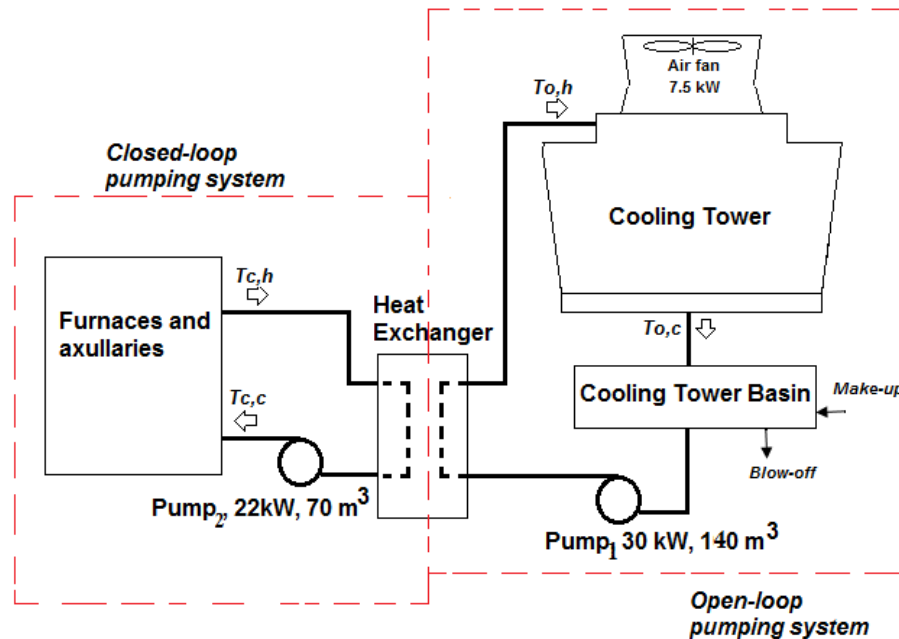 Air fan
7.5 kW
To,h
Closed-loop
pumping system
Cooling Tower
Tc,h
Heat
Exchanger
Furnaces and
axullaries
To,c
Cooling Tower Basin
Make-up
Tc,c
Blow-off
Pump2, 22kW, 70 m3
Pump1 30 kW, 140 m3
Open-loop
pumping system